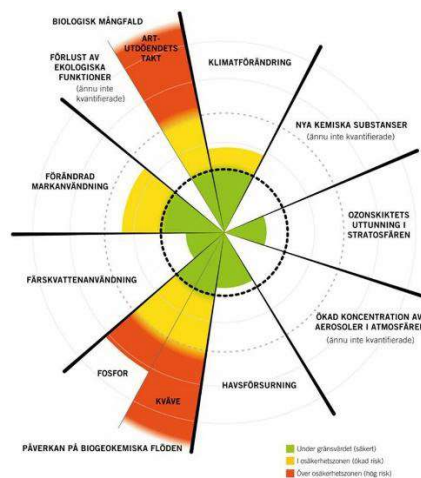 BIOLOGISK MÅNGFALD
ART-
UTDÖENDETS
TAKT
FÖRLUST AV
EKOLOGISKA
FUNKTIONER
(ännu inte
kvantifierade)
KLIMATFÖRÄNDRING
NYA KEMISKA SUBSTANSER
(ännu inte kvantifierade)
FÖRÄNDRAD
MARKANVÄNDNING
OZONSKIKTETS
UTTUNNING I
STRATOSFÄREN
FÄRSKVATTENANVÄNDNING
ÖKAD KONCENTRATION AV
AEROSOLER I ATMOSFÄREN
(ännu inte kvantifierade)
FOSFOR
KVÄVE
HAVSFÖRSURNING
PÅVERKAN PÅ BIOGEOKEMISKA FLÖDEN
Under gränsvärdet (säkert)
I osäkerhetszonen (ökad risk)
Över osäkerhetszonen (hög risk)